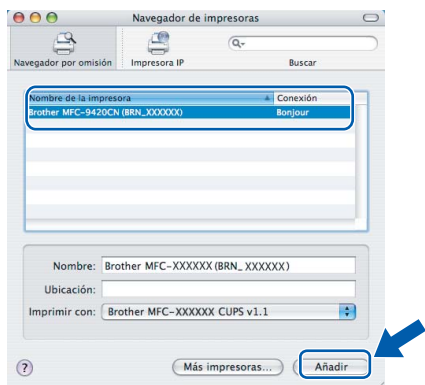 Navegador de impresoras
Navegador por omisión
Impresora IP
Buscar
Nombre de la impresora Conexión
Brother MFC-9420CN (BRN_XXXXXX) Bonjour
Nombre: Brother MFC-XXXXXX (BRN_ XXXXXX)
Ubicación:
Imprimir con: Brother MFC-XXXXXX CUPS v1.1
? Más impresoras... Añadir